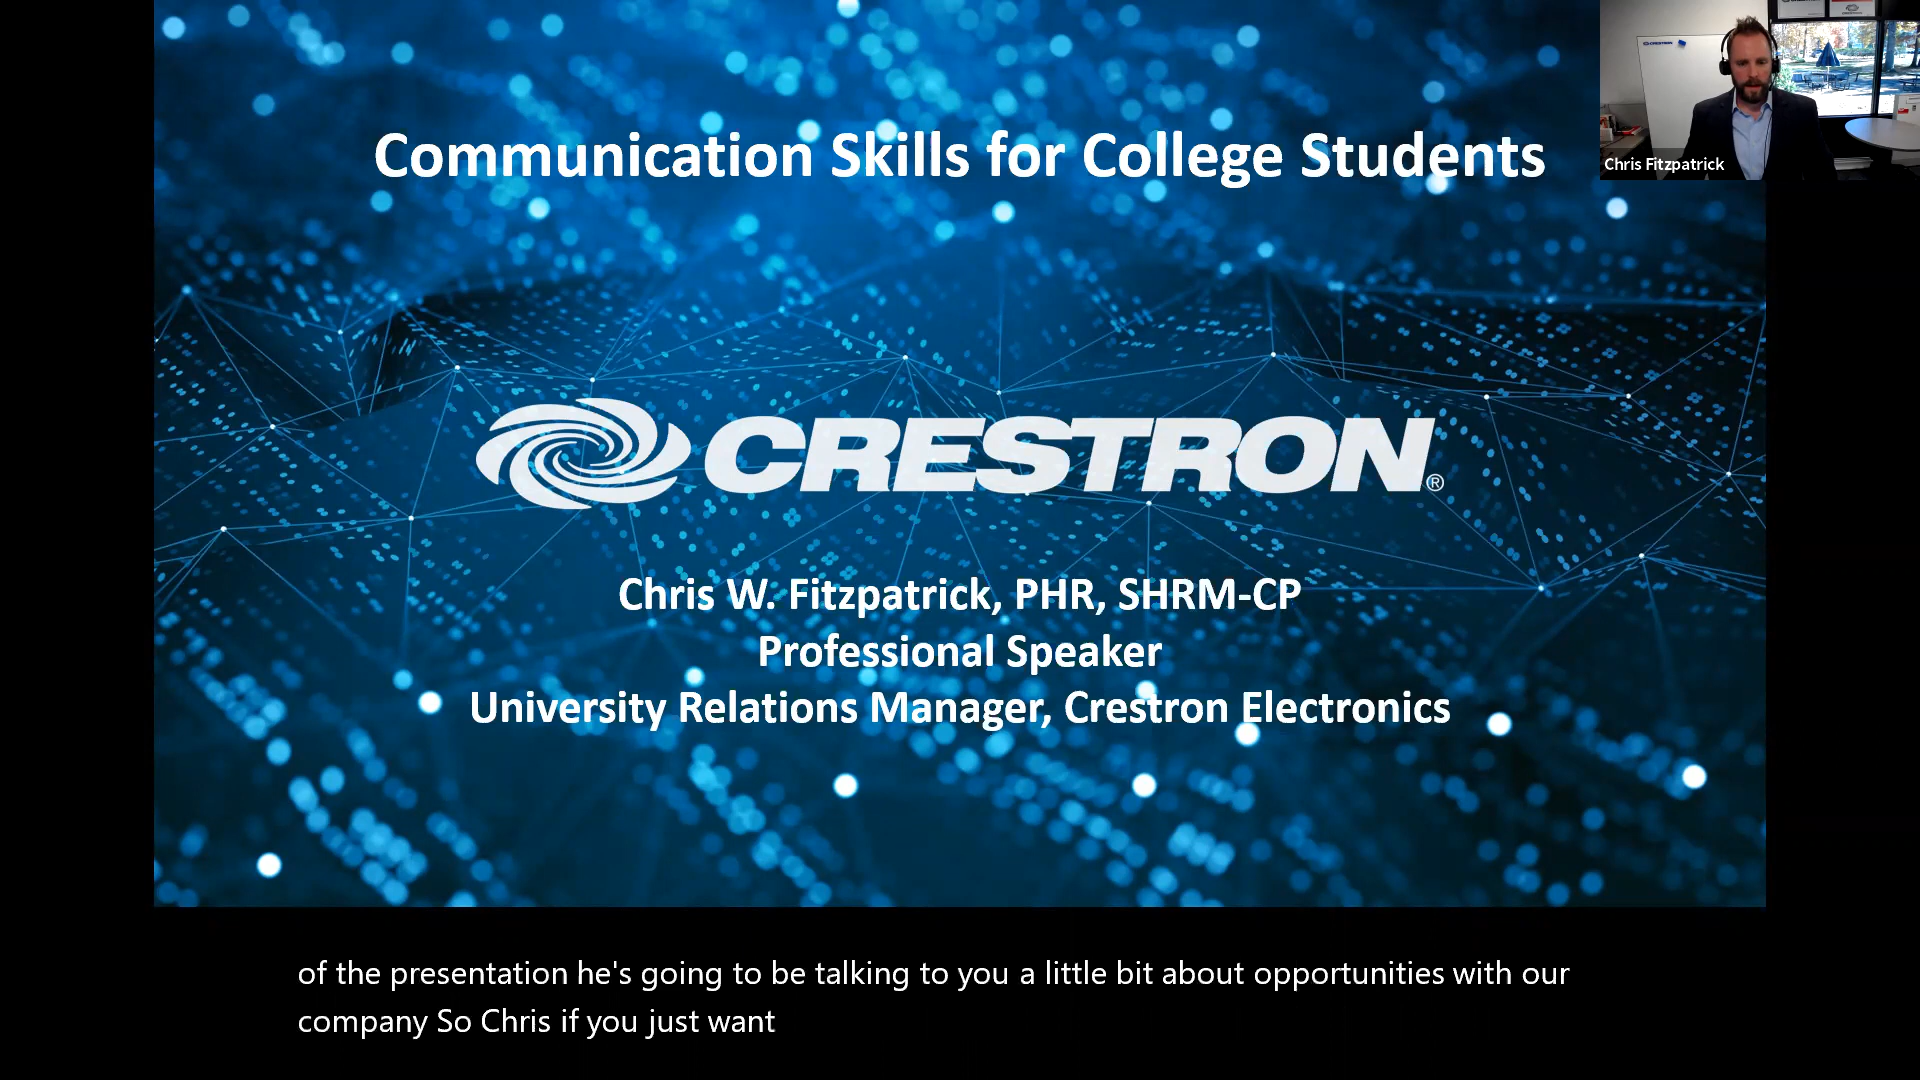 Communication Skills for College Students
CRESTRON®
Chris W. Fitzpatrick, PHR, SHRM-CP
Professional Speaker
University Relations Manager, Crestron Electronics
CRESTRON
Chris Fitzpatrick
of the presentation he's going to be talking to you a little bit about opportunities with our
company So Chris if you just want